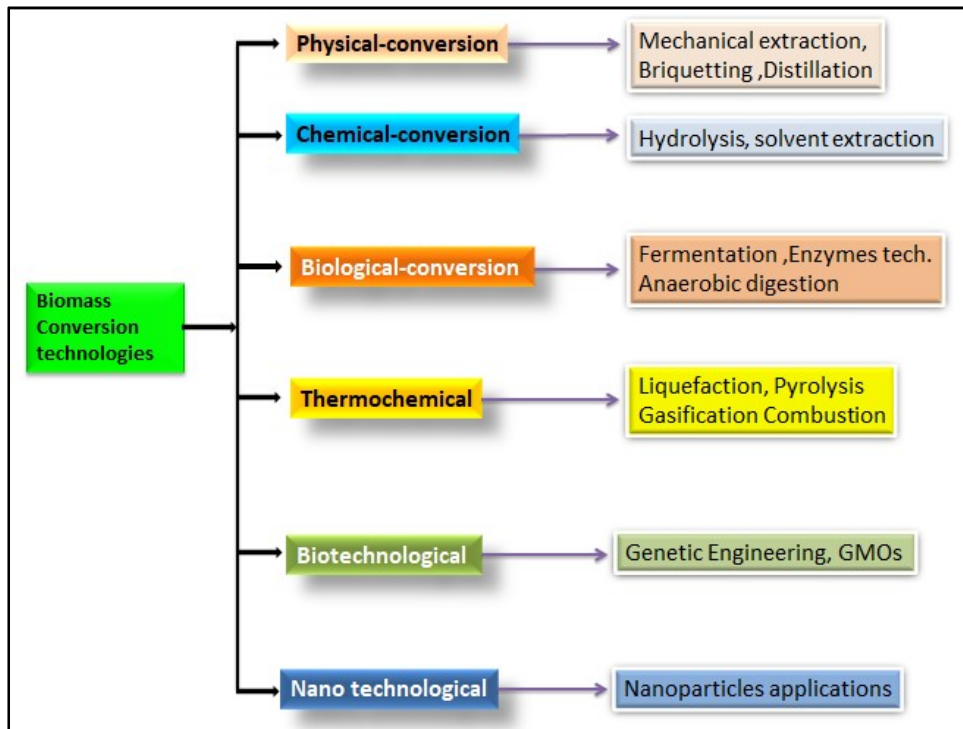 Physical-conversion
Mechanical extraction,
Briquetting ,Distillation
Chemical-conversion
Hydrolysis, solvent extraction
Biological-conversion
Fermentation ,Enzymes tech.
Anaerobic digestion
Biomass
Conversion
technologies
Thermochemical
Liquefaction, Pyrolysis
Gasification Combustion
Biotechnological
Genetic Engineering, GMOs
Nano technological
Nanoparticles applications